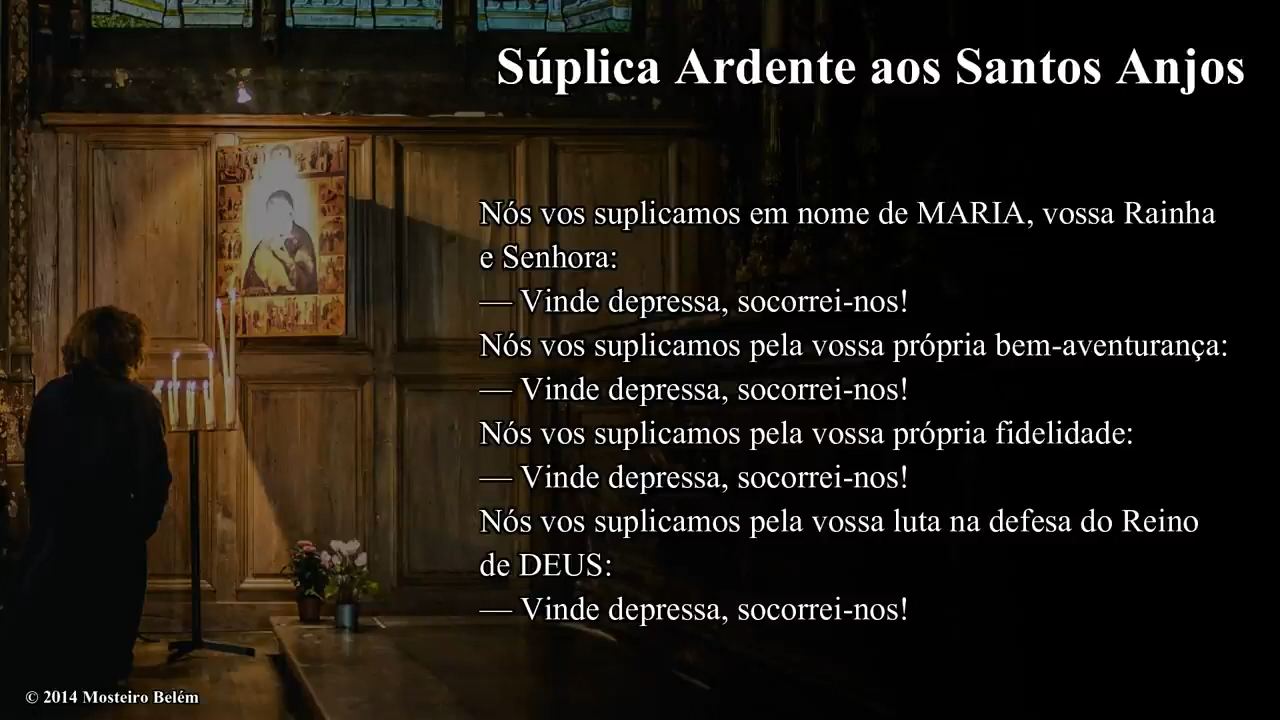 Súplica Ardente aos Santos Anjos
Nós vos suplicamos em nome de MARIA, vossa Rainha
e Senhora:
— Vinde depressa, socorrei-nos!
Nós vos suplicamos pela vossa própria bem-aventurança:
— Vinde depressa, socorrei-nos!
Nós vos suplicamos pela vossa própria fidelidade:
— Vinde depressa, socorrei-nos!
Nós vos suplicamos pela vossa luta na defesa do Reino
de DEUS:
— Vinde depressa, socorrei-nos!
© 2014 Mosteiro Belém